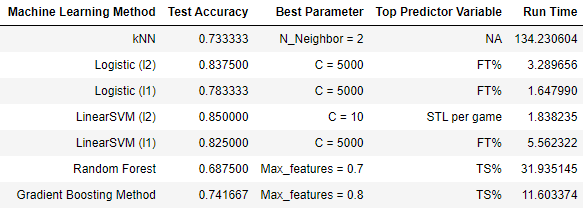 Machine Learning Method Test Accuracy Best Parameter Top Predictor Variable Run Time
kNN 0.733333 N_Neighbor = 2 NA 134.230604
Logistic (l2) 0.837500 C = 5000 FT% 3.289656
Logistic (l1) 0.783333 C = 5000 FT% 1.647990
LinearSVM (l2) 0.850000 C = 10 STL per game 1.838235
LinearSVM (l1) 0.825000 C = 5000 FT% 5.562322
Random Forest 0.687500 Max_features = 0.7 TS% 31.935145
Gradient Boosting Method 0.741667 Max_features = 0.8 TS% 11.603374